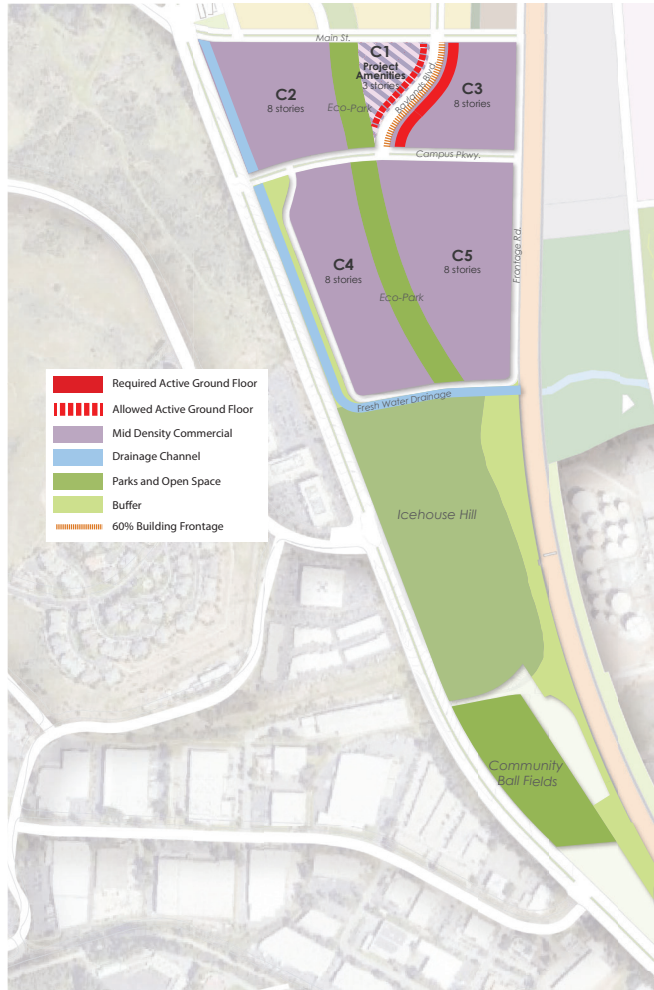 Main St.
C1
Project
Amenities
3 stories
Baylands Blvd
C2
8 stories
Eco-Park
C3
8 stories
Campus Pkwy.
C4
8 stories
C5
8 stories
Frontage Rd.
Eco-Park
Fresh Water Drainage
Required Active Ground Floor
Allowed Active Ground Floor
Mid Density Commercial
Drainage Channel
Parks and Open Space
Buffer
60% Building Frontage
Icehouse Hill
Community
Ball Fields